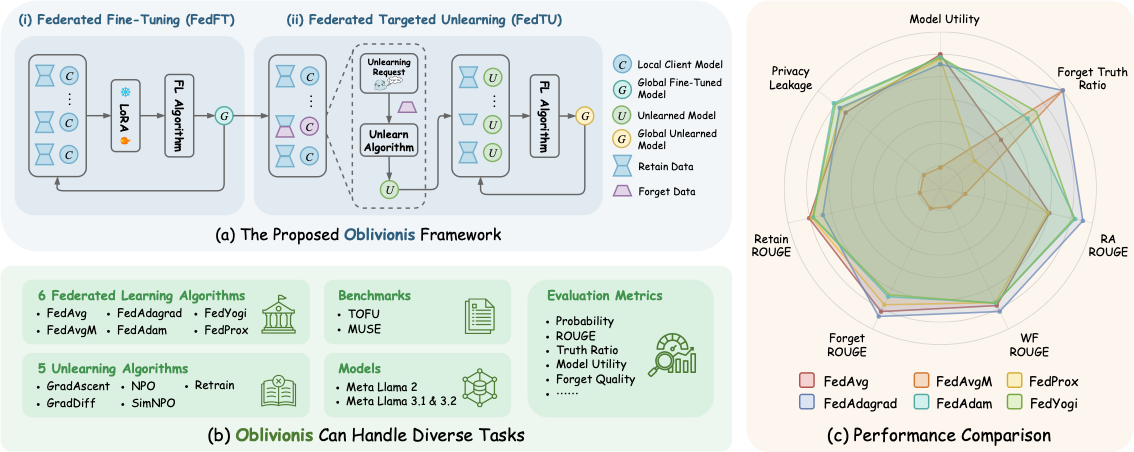 (i) Federated Fine-Tuning (FedFT)
(ii) Federated Targeted Unlearning (FedTU)
C
C
C
LoRA
FL Algorithm
G
C
C
C
Unlearning
Request
Unlearn
Algorithm
U
U
U
U
FL Algorithm
G
C Local Client Model
G Global Fine-Tuned
Model
U Unlearned Model
G Global Unlearned
Model
Retain Data
Forget Data
(a) The Proposed Oblivionis Framework
6 Federated Learning Algorithms
• FedAvg • FedAdagrad • FedYogi
• FedAvgM • FedAdam • FedProx
5 Unlearning Algorithms
• GradAscent • NPO • Retrain
• GradDiff • SimNPO
Benchmarks
• TOFU
• MUSE
Models
• Meta Llama 2
• Meta Llama 3.1 & 3.2
Evaluation Metrics
• Probability
• ROUGE
• Truth Ratio
• Model Utility
• Forget Quality
• ......
(b) Oblivionis Can Handle Diverse Tasks
Model Utility
Forget Truth
Ratio
RA
ROUGE
WF
ROUGE
Forget
ROUGE
Retain
ROUGE
Privacy
Leakage
FedAvg FedAvgM FedProx
FedAdagrad FedAdam FedYogi
(c) Performance Comparison